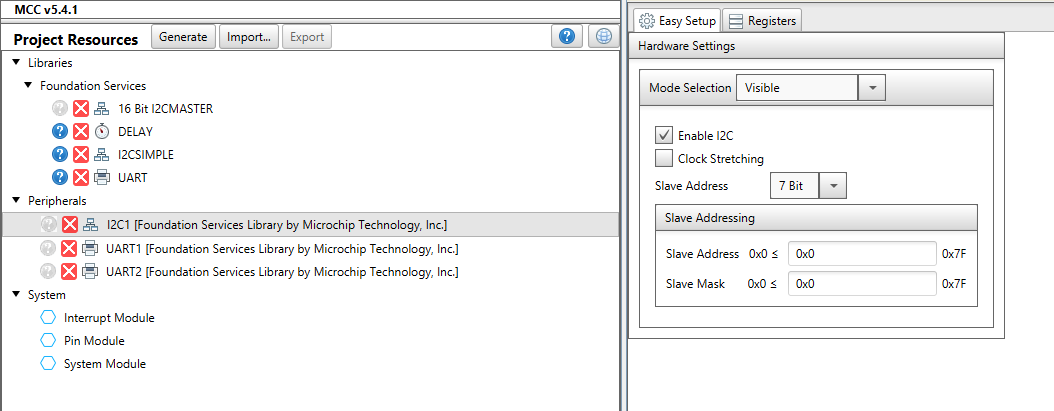 MCC v5.4.1
Project Resources Generate Import... Export ?
Libraries
Foundation Services
? 16 Bit I2CMASTER
? DELAY
? I2CSIMPLE
? UART
Peripherals
? I2C1 [Foundation Services Library by Microchip Technology, Inc.]
? UART1 [Foundation Services Library by Microchip Technology, Inc.]
? UART2 [Foundation Services Library by Microchip Technology, Inc.]
System
Interrupt Module
Pin Module
System Module
Easy Setup Registers
Hardware Settings
Mode Selection Visible
Enable I2C
Clock Stretching
Slave Address 7 Bit
Slave Addressing
Slave Address 0x0 ≤ 0x0 0x7F
Slave Mask 0x0 ≤ 0x0 0x7F